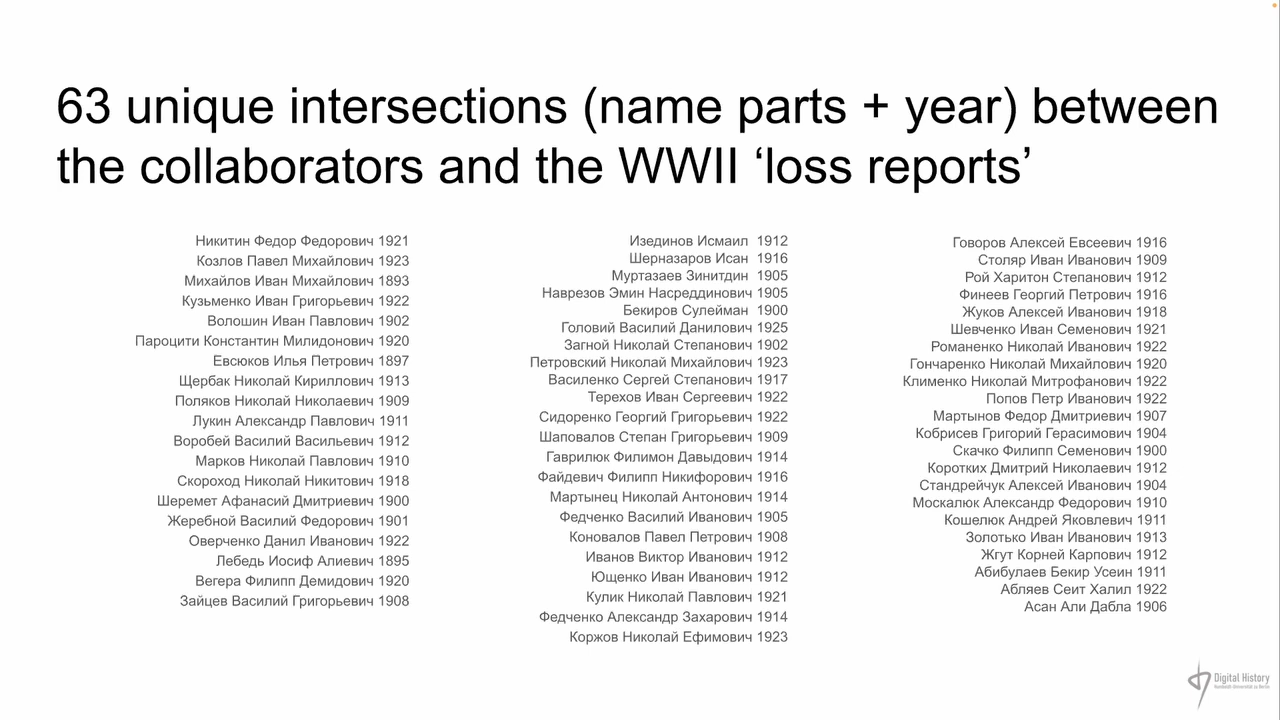 63 unique intersections (name parts + year) between
the collaborators and the WWII ‘loss reports’
Никитин Федор Федорович 1921
Козлов Павел Михайлович 1923
Михайлов Иван Михайлович 1893
Кузьменко Иван Григорьевич 1922
Волошин Иван Павлович 1902
Пароцити Константин Милидонович 1920
Евсюков Илья Петрович 1897
Щербак Николай Кириллович 1913
Поляков Николай Николаевич 1909
Лукин Александр Павлович 1911
Воробей Василий Васильевич 1912
Марков Николай Павлович 1910
Скороход Николай Никитович 1918
Шеремет Афанасий Дмитриевич 1900
Жеребной Василий Федорович 1901
Оверченко Данил Иванович 1922
Лебедь Иосиф Алиевич 1895
Вегера Филипп Демидович 1920
Зайцев Василий Григорьевич 1908
Изединов Исмаил 1912
Шерназаров Исан 1916
Муртазаев Зинитдин 1905
Наврезов Эмин Насреддинович 1905
Бекиров Сулейман 1900
Головий Василий Данилович 1925
Загной Николай Степанович 1902
Петровский Николай Михайлович 1923
Василенко Сергей Степанович 1917
Терехов Иван Сергеевич 1922
Сидоренко Георгий Григорьевич 1922
Шаповалов Степан Григорьевич 1909
Гаврилюк Филимон Давыдович 1914
Файдевич Филипп Никифорович 1916
Мартынец Николай Антонович 1914
Федченко Василий Иванович 1905
Коновалов Павел Петрович 1908
Иванов Виктор Иванович 1912
Ющенко Иван Иванович 1912
Кулик Николай Павлович 1921
Федченко Александр Захарович 1914
Коржов Николай Ефимович 1923
Говоров Алексей Евсеевич 1916
Столяр Иван Иванович 1909
Рой Харитон Степанович 1912
Финеев Георгий Петрович 1916
Жуков Алексей Иванович 1918
Шевченко Иван Семенович 1921
Романенко Николай Иванович 1922
Гончаренко Николай Михайлович 1920
Клименко Николай Митрофанович 1922
Попов Петр Иванович 1922
Мартынов Федор Дмитриевич 1907
Кобрисев Григорий Герасимович 1904
Скачко Филипп Семенович 1900
Коротких Дмитрий Николаевич 1912
Стандрейчук Алексей Иванович 1904
Москалюк Александр Федорович 1910
Кошелюк Андрей Яковлевич 1911
Золотько Иван Иванович 1913
Жгут Корней Карпович 1912
Абибулаев Бекир Усеин 1911
Абляев Сеит Халил 1922
Асан Али Дабла 1906
Digital History
Humboldt-Universität zu Berlin